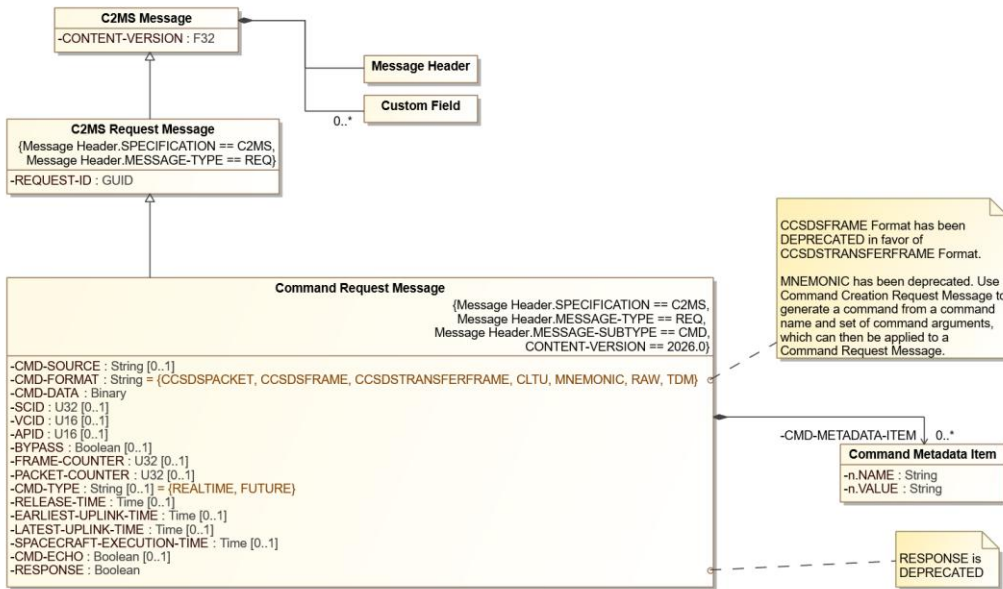 C2MS Message
-CONTENT-VERSION : F32
Message Header
Custom Field
0..*
C2MS Request Message
{Message Header.SPECIFICATION == C2MS,
Message Header.MESSAGE-TYPE == REQ}
-REQUEST-ID : GUID
CCSDSFRAME Format has been
DEPRECATED in favor of
CCSDSTRANSFERFRAME Format.
MNEMONIC has been deprecated. Use
Command Creation Request Message to
generate a command from a command
name and set of command arguments,
which can then be applied to a
Command Request Message.
Command Request Message
{Message Header.SPECIFICATION == C2MS,
Message Header.MESSAGE-TYPE == REQ,
Message Header.MESSAGE-SUBTYPE == CMD,
CONTENT-VERSION == 2026.0}
-CMD-SOURCE : String [0..1]
-CMD-FORMAT : String = {CCSDSPACKET, CCSDSFRAME, CCSDSTRANSFERFRAME, CLTU, MNEMONIC, RAW, TDM}
-CMD-DATA : Binary
-SCID : U32 [0..1]
-VCID : U16 [0..1]
-APID : U16 [0..1]
-BYPASS : Boolean [0..1]
-FRAME-COUNTER : U32 [0..1]
-PACKET-COUNTER : U32 [0..1]
-CMD-TYPE : String [0..1] = {REALTIME, FUTURE}
-RELEASE-TIME : Time [0..1]
-EARLIEST-UPLINK-TIME : Time [0..1]
-LATEST-UPLINK-TIME : Time [0..1]
-SPACECRAFT-EXECUTION-TIME : Time [0..1]
-CMD-ECHO : Boolean [0..1]
-RESPONSE : Boolean
-CMD-METADATA-ITEM 0..*
Command Metadata Item
-n.NAME : String
-n.VALUE : String
RESPONSE is
DEPRECATED